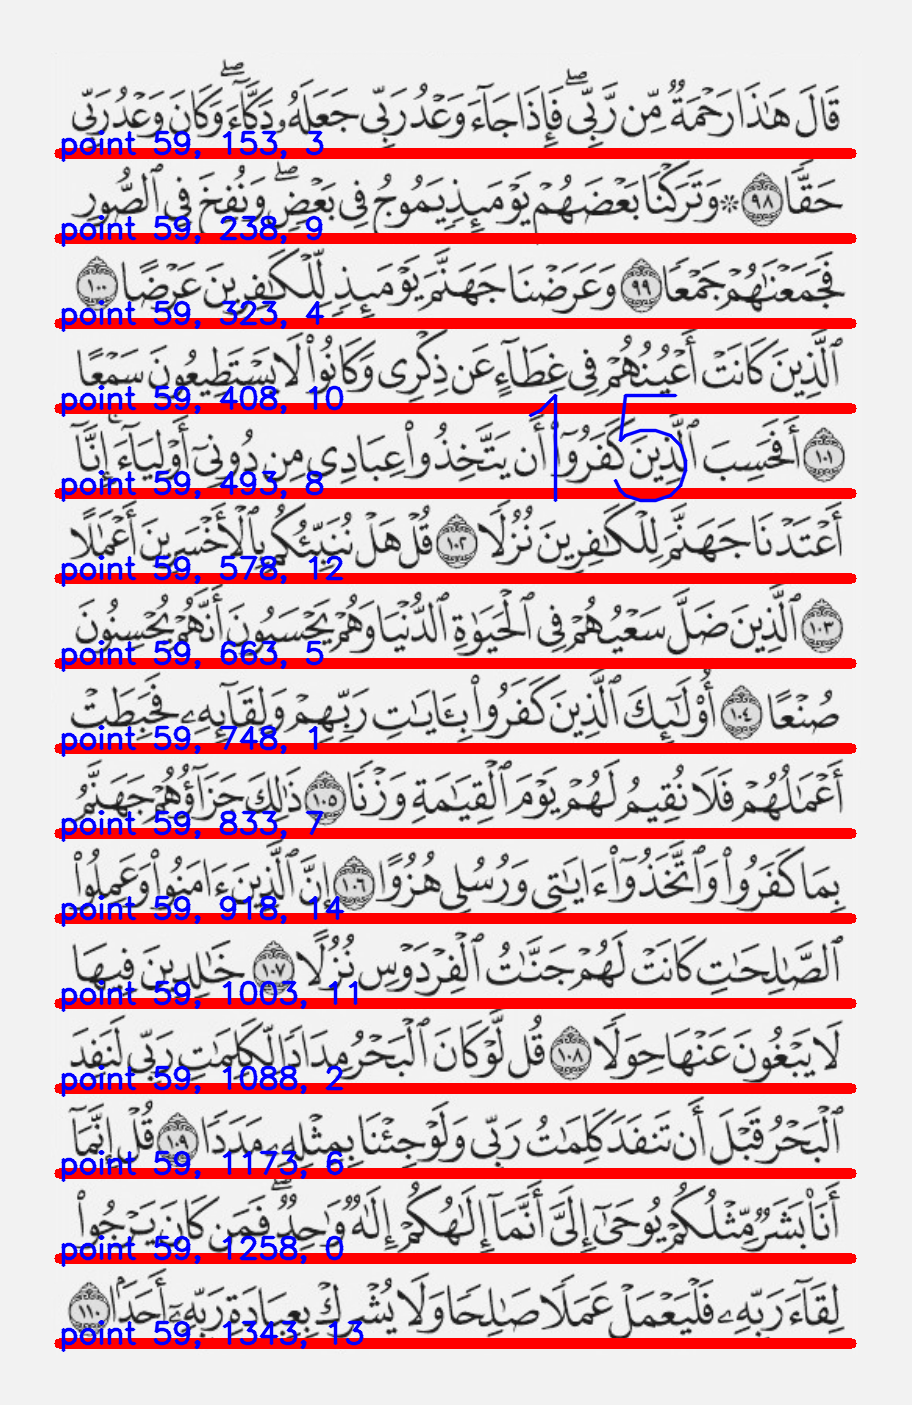 قَالَ هَٰذَا رَحْمَةٌ مِّن رَّبِّي ۖ فَإِذَا جَآءَ وَعْدُ رَبِّي جَعَلَهُۥ دَكَّآءَ ۖ وَكَانَ وَعْدُ رَبِّي
point 59, 153, 3
حَقًّا ٩٨ ۞ وَتَرَكْنَا بَعْضَهُمْ يَوْمَئِذٍ يَمُوجُ فِي بَعْضٍ ۖ وَنُفِخَ فِي ٱلصُّورِ
point 59, 238, 9
فَجَمَعْنَٰهُمْ جَمْعًا ٩٩ وَعَرَضْنَا جَهَنَّمَ يَوْمَئِذٍ لِّلْكَٰفِرِينَ عَرْضًا ١٠٠
point 59, 323, 4
ٱلَّذِينَ كَانَتْ أَعْيُنُهُمْ فِي غِطَآءٍ عَن ذِكْرِي وَكَانُوا۟ لَا يَسْتَطِيعُونَ سَمْعًا
point 59, 408, 10
15
١٠١ أَفَحَسِبَ ٱلَّذِينَ كَفَرُوٓا۟ أَن يَتَّخِذُوا۟ عِبَادِي مِن دُونِيٓ أَوْلِيَآءَ ۚ إِنَّآ
point 59, 493, 8
أَعْتَدْنَا جَهَنَّمَ لِلْكَٰفِرِينَ نُزُلًا ١٠٢ قُلْ هَلْ نُنَبِّئُكُم بِٱلْأَخْسَرِينَ أَعْمَٰلًا
point 59, 578, 12
١٠٣ ٱلَّذِينَ ضَلَّ سَعْيُهُمْ فِي ٱلْحَيَوٰةِ ٱلدُّنْيَا وَهُمْ يَحْسَبُونَ أَنَّهُمْ يُحْسِنُونَ
point 59, 663, 5
صُنْعًا ١٠٤ أُو۟لَٰٓئِكَ ٱلَّذِينَ كَفَرُوا۟ بِـَٔايَٰتِ رَبِّهِمْ وَلِقَآئِهِۦ فَحَبِطَتْ
point 59, 748, 1
أَعْمَٰلُهُمْ فَلَا نُقِيمُ لَهُمْ يَوْمَ ٱلْقِيَٰمَةِ وَزْنًا ١٠٥ ذَٰلِكَ جَزَآؤُهُمْ جَهَنَّمُ
point 59, 833, 7
بِمَا كَفَرُوا۟ وَٱتَّخَذُوٓا۟ ءَايَٰتِي وَرُسُلِي هُزُوًا ١٠٦ إِنَّ ٱلَّذِينَ ءَامَنُوا۟ وَعَمِلُوا۟
point 59, 918, 14
ٱلصَّٰلِحَٰتِ كَانَتْ لَهُمْ جَنَّٰتُ ٱلْفِرْدَوْسِ نُزُلًا ١٠٧ خَٰلِدِينَ فِيهَا
point 59, 1003, 11
لَا يَبْغُونَ عَنْهَا حِوَلًا ١٠٨ قُل لَّوْ كَانَ ٱلْبَحْرُ مِدَادًا لِّكَلِمَٰتِ رَبِّي لَنَفِدَ
point 59, 1088, 2
ٱلْبَحْرُ قَبْلَ أَن تَنفَدَ كَلِمَٰتُ رَبِّي وَلَوْ جِئْنَا بِمِثْلِهِۦ مَدَدًا ١٠٩ قُلْ إِنَّمَآ
point 59, 1173, 6
أَنَا۠ بَشَرٌ مِّثْلُكُمْ يُوحَىٰٓ إِلَيَّ أَنَّمَآ إِلَٰهُكُمْ إِلَٰهٌ وَٰحِدٌ ۖ فَمَن كَانَ يَرْجُوا۟
point 59, 1258, 0
لِقَآءَ رَبِّهِۦ فَلْيَعْمَلْ عَمَلًا صَٰلِحًا وَلَا يُشْرِكْ بِعِبَادَةِ رَبِّهِۦٓ أَحَدًۢا ١١٠
point 59, 1343, 13